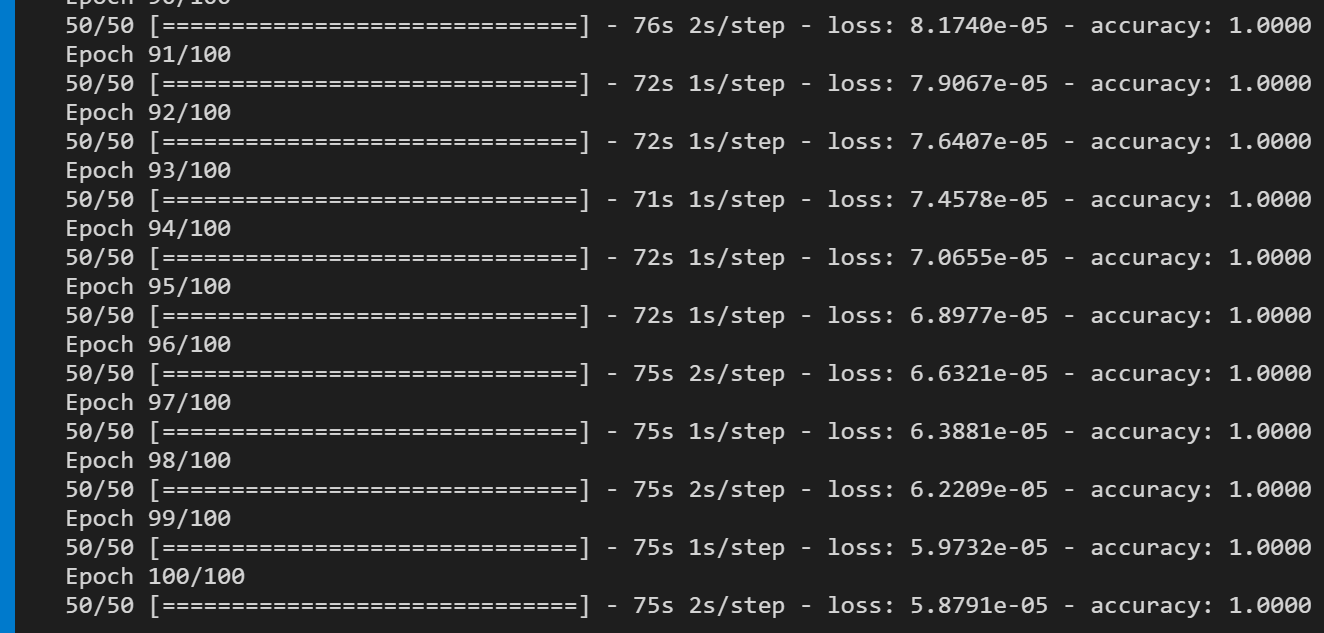 Epoch 90/100
50/50 [==============================] - 76s 2s/step - loss: 8.1740e-05 - accuracy: 1.0000
Epoch 91/100
50/50 [==============================] - 72s 1s/step - loss: 7.9067e-05 - accuracy: 1.0000
Epoch 92/100
50/50 [==============================] - 72s 1s/step - loss: 7.6407e-05 - accuracy: 1.0000
Epoch 93/100
50/50 [==============================] - 71s 1s/step - loss: 7.4578e-05 - accuracy: 1.0000
Epoch 94/100
50/50 [==============================] - 72s 1s/step - loss: 7.0655e-05 - accuracy: 1.0000
Epoch 95/100
50/50 [==============================] - 72s 1s/step - loss: 6.8977e-05 - accuracy: 1.0000
Epoch 96/100
50/50 [==============================] - 75s 2s/step - loss: 6.6321e-05 - accuracy: 1.0000
Epoch 97/100
50/50 [==============================] - 75s 1s/step - loss: 6.3881e-05 - accuracy: 1.0000
Epoch 98/100
50/50 [==============================] - 75s 2s/step - loss: 6.2209e-05 - accuracy: 1.0000
Epoch 99/100
50/50 [==============================] - 75s 1s/step - loss: 5.9732e-05 - accuracy: 1.0000
Epoch 100/100
50/50 [==============================] - 75s 2s/step - loss: 5.8791e-05 - accuracy: 1.0000